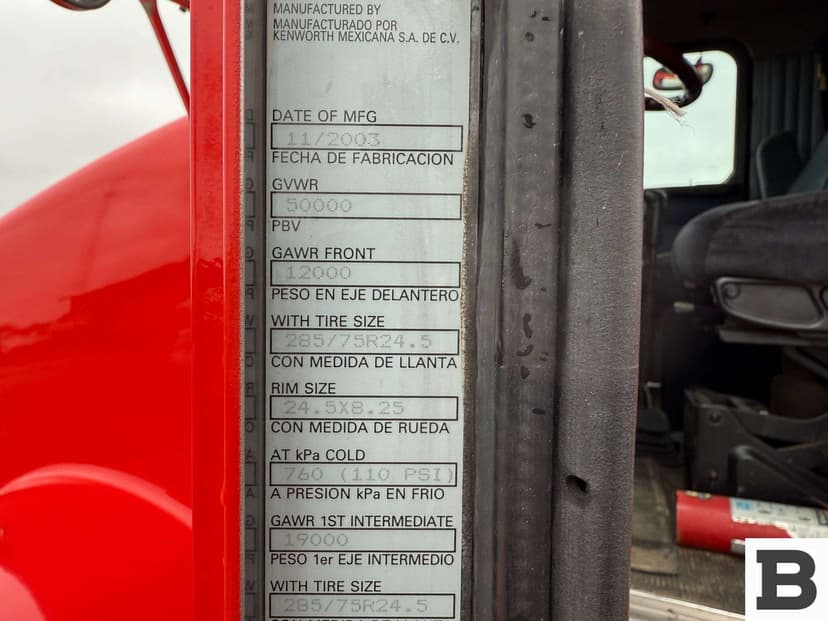 MANUFACTURED BY
MANUFACTURADO POR
KENWORTH MEXICANA S.A. DE C.V.
DATE OF MFG
11/2003
FECHA DE FABRICACION
GVWR
50000
PBV
GAWR FRONT
12000
PESO EN EJE DELANTERO
WITH TIRE SIZE
285/75R24.5
CON MEDIDA DE LLANTA
RIM SIZE
24.5X8.25
CON MEDIDA DE RUEDA
AT kPa COLD
760 (110 PSI)
A PRESION kPa EN FRIO
GAWR 1ST INTERMEDIATE
19000
PESO 1er EJE INTERMEDIO
WITH TIRE SIZE
285/75R24.5
B